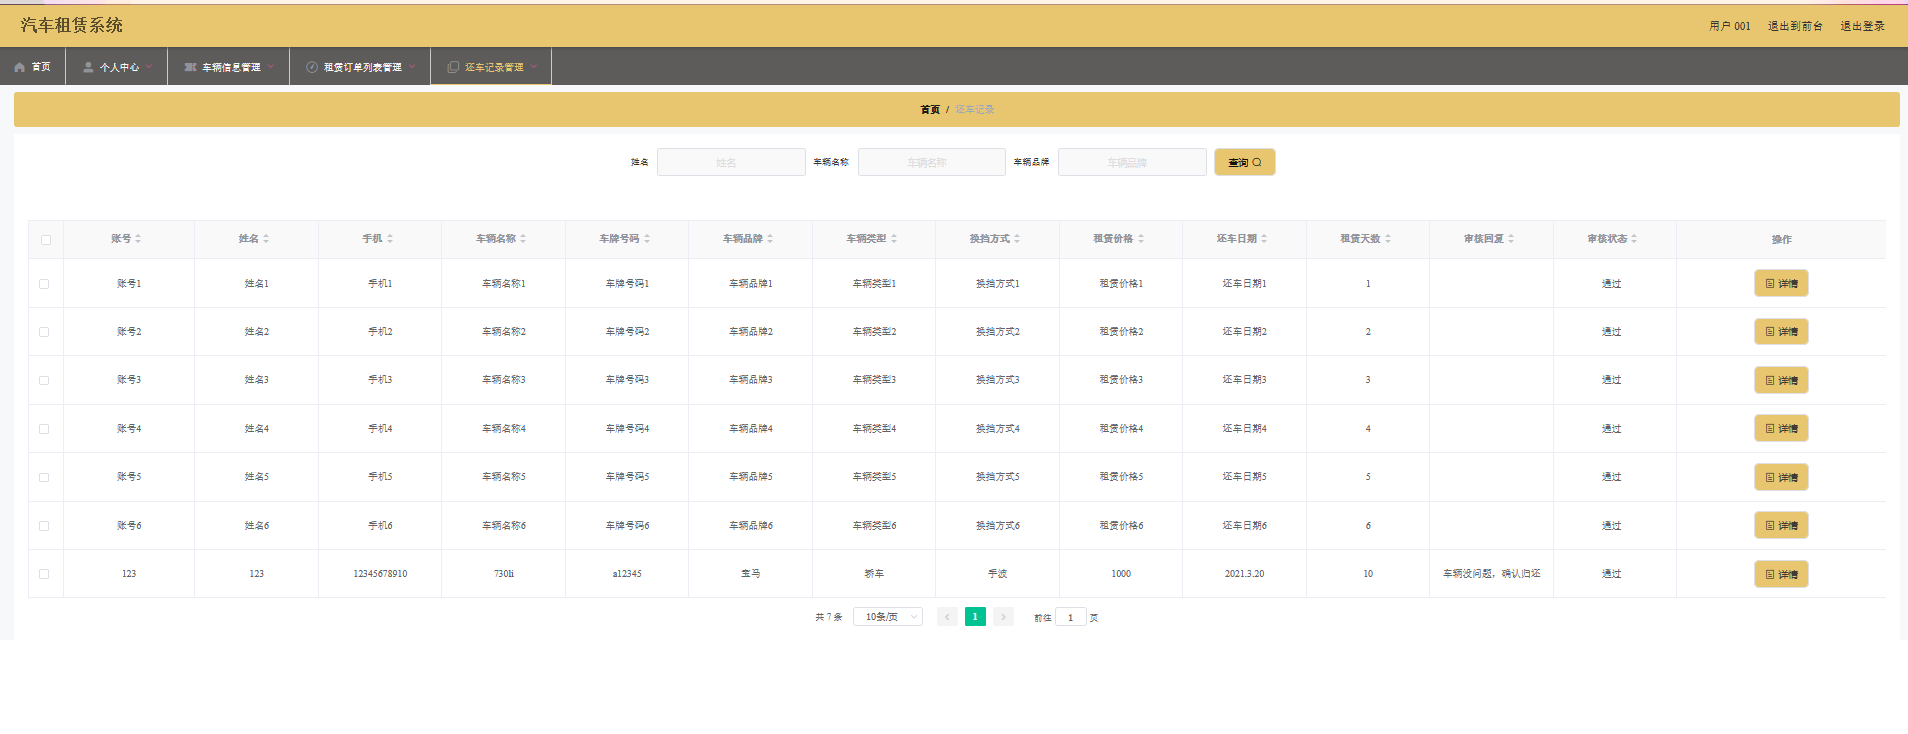 汽车租赁系统
用户 001 退出到前台 退出登录
首页 个人中心 车辆信息管理 租赁订单列表管理 还车记录管理
首页 / 还车记录
姓名 姓名 车辆名称 车辆名称 车辆品牌 车辆品牌 查询
账号 姓名 手机 车辆名称 车牌号码 车辆品牌 车辆类型 换挡方式 租赁价格 还车日期 租赁天数 审核回复 审核状态 操作
账号1 姓名1 手机1 车辆名称1 车牌号码1 车辆品牌1 车辆类型1 换挡方式1 租赁价格1 还车日期1 1 通过 详情
账号2 姓名2 手机2 车辆名称2 车牌号码2 车辆品牌2 车辆类型2 换挡方式2 租赁价格2 还车日期2 2 通过 详情
账号3 姓名3 手机3 车辆名称3 车牌号码3 车辆品牌3 车辆类型3 换挡方式3 租赁价格3 还车日期3 3 通过 详情
账号4 姓名4 手机4 车辆名称4 车牌号码4 车辆品牌4 车辆类型4 换挡方式4 租赁价格4 还车日期4 4 通过 详情
账号5 姓名5 手机5 车辆名称5 车牌号码5 车辆品牌5 车辆类型5 换挡方式5 租赁价格5 还车日期5 5 通过 详情
账号6 姓名6 手机6 车辆名称6 车牌号码6 车辆品牌6 车辆类型6 换挡方式6 租赁价格6 还车日期6 6 通过 详情
123 123 12345678910 730li a12345 宝马 轿车 手波 1000 2021.3.20 10 车辆没问题，确认归还 通过 详情
共 7 条 10条/页 1 前往 1 页